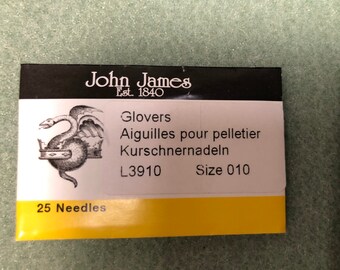 John James
Est. 1840
Glovers
Aiguilles pour pelletier
Kurschnernadeln
L3910 Size 010
25 Needles